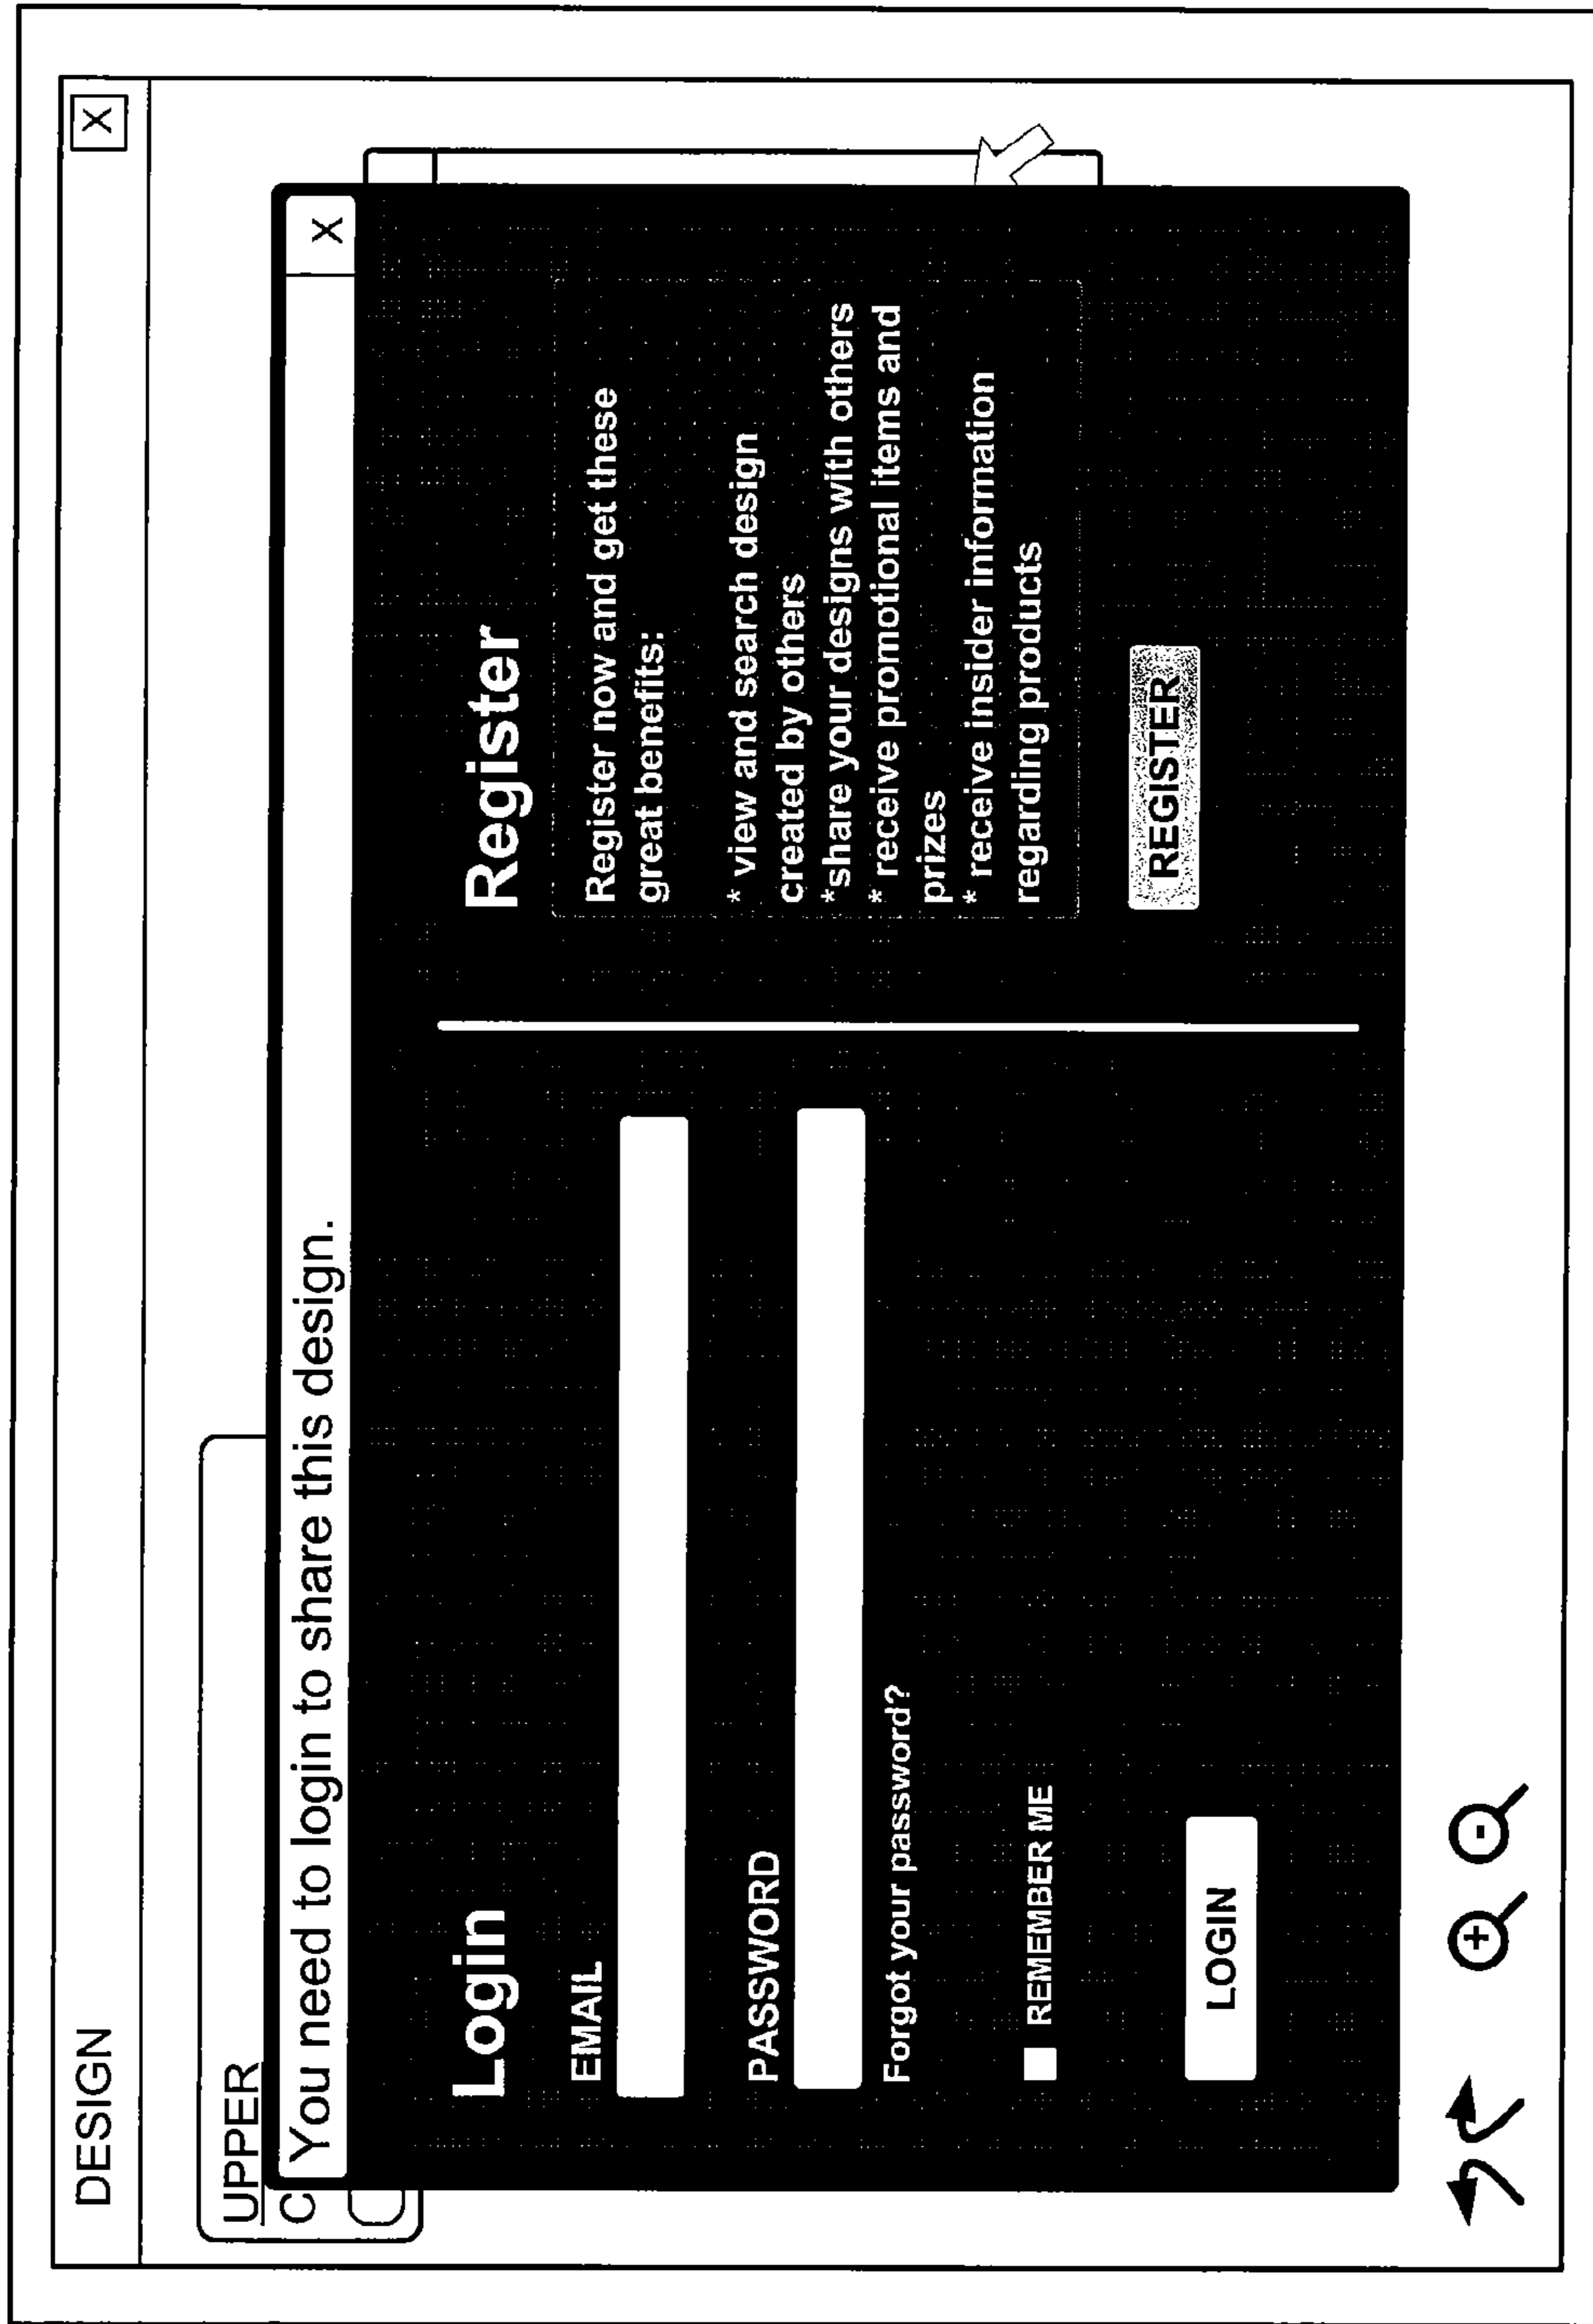 DESIGN
X
UPPER
C
You need to login to share this design.
X
Login
EMAIL
PASSWORD
Forgot your password?
REMEMBER ME
LOGIN
Register
Register now and get these
great benefits:
* view and search design
created by others
*share your designs with others
* receive promotional items and
prizes
* receive insider information
regarding products
REGISTER